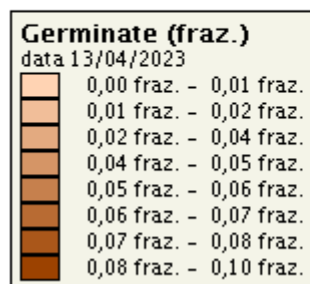 Germinate (fraz.)
data 13/04/2023
0,00 fraz. - 0,01 fraz.
0,01 fraz. - 0,02 fraz.
0,02 fraz. - 0,04 fraz.
0,04 fraz. - 0,05 fraz.
0,05 fraz. - 0,06 fraz.
0,06 fraz. - 0,07 fraz.
0,07 fraz. - 0,08 fraz.
0,08 fraz. - 0,10 fraz.